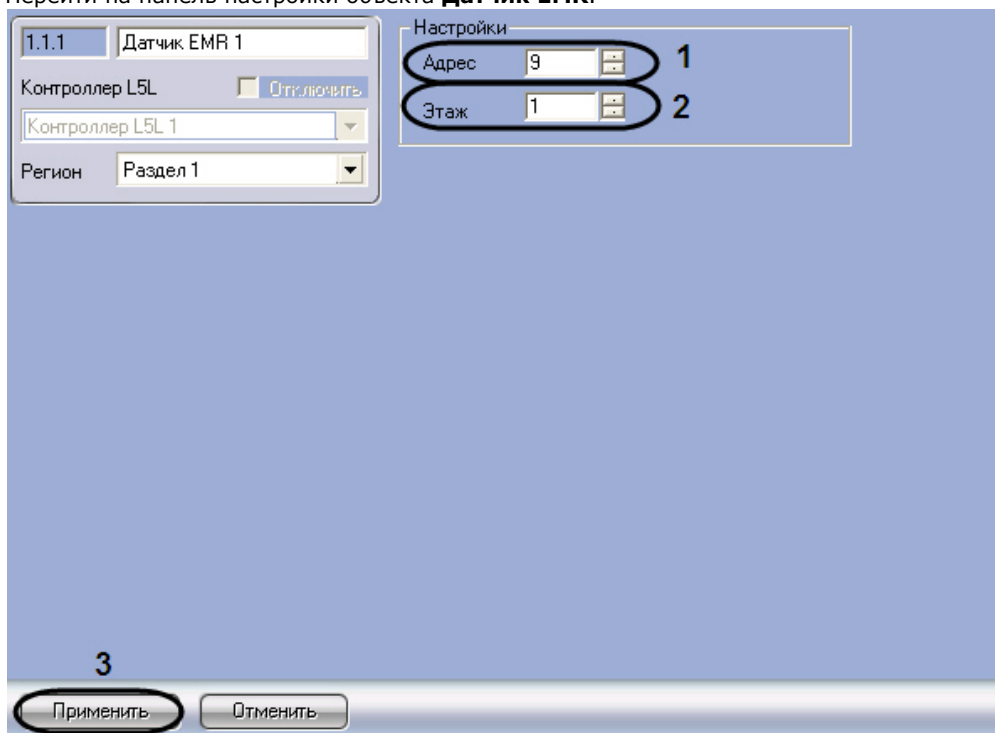 Перейти на панель настройки объекта Датчик EMR.
1.1.1 Датчик EMR 1
Контроллер L5L Отключить
Контроллер L5L 1
Регион Раздел 1
Настройки
Адрес 9 1
Этаж 1 2
3
Применить Отменить